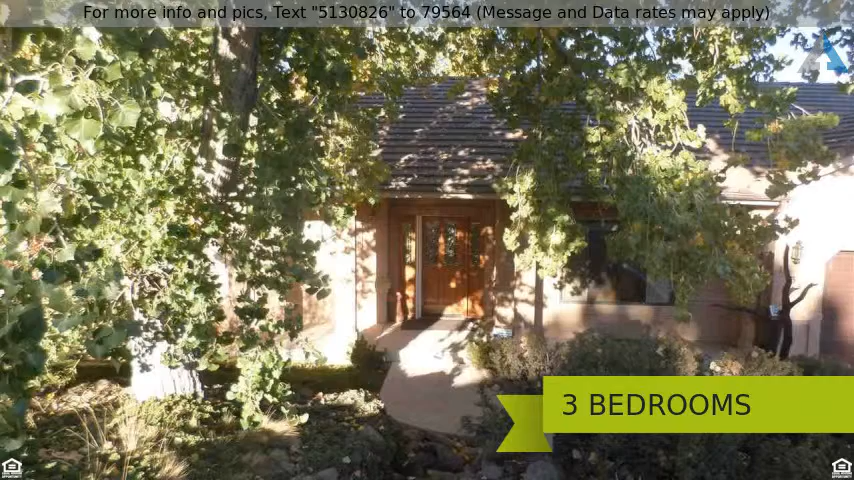 For more info and pics, Text "5130826" to 79564 (Message and Data rates may apply)
3 BEDROOMS